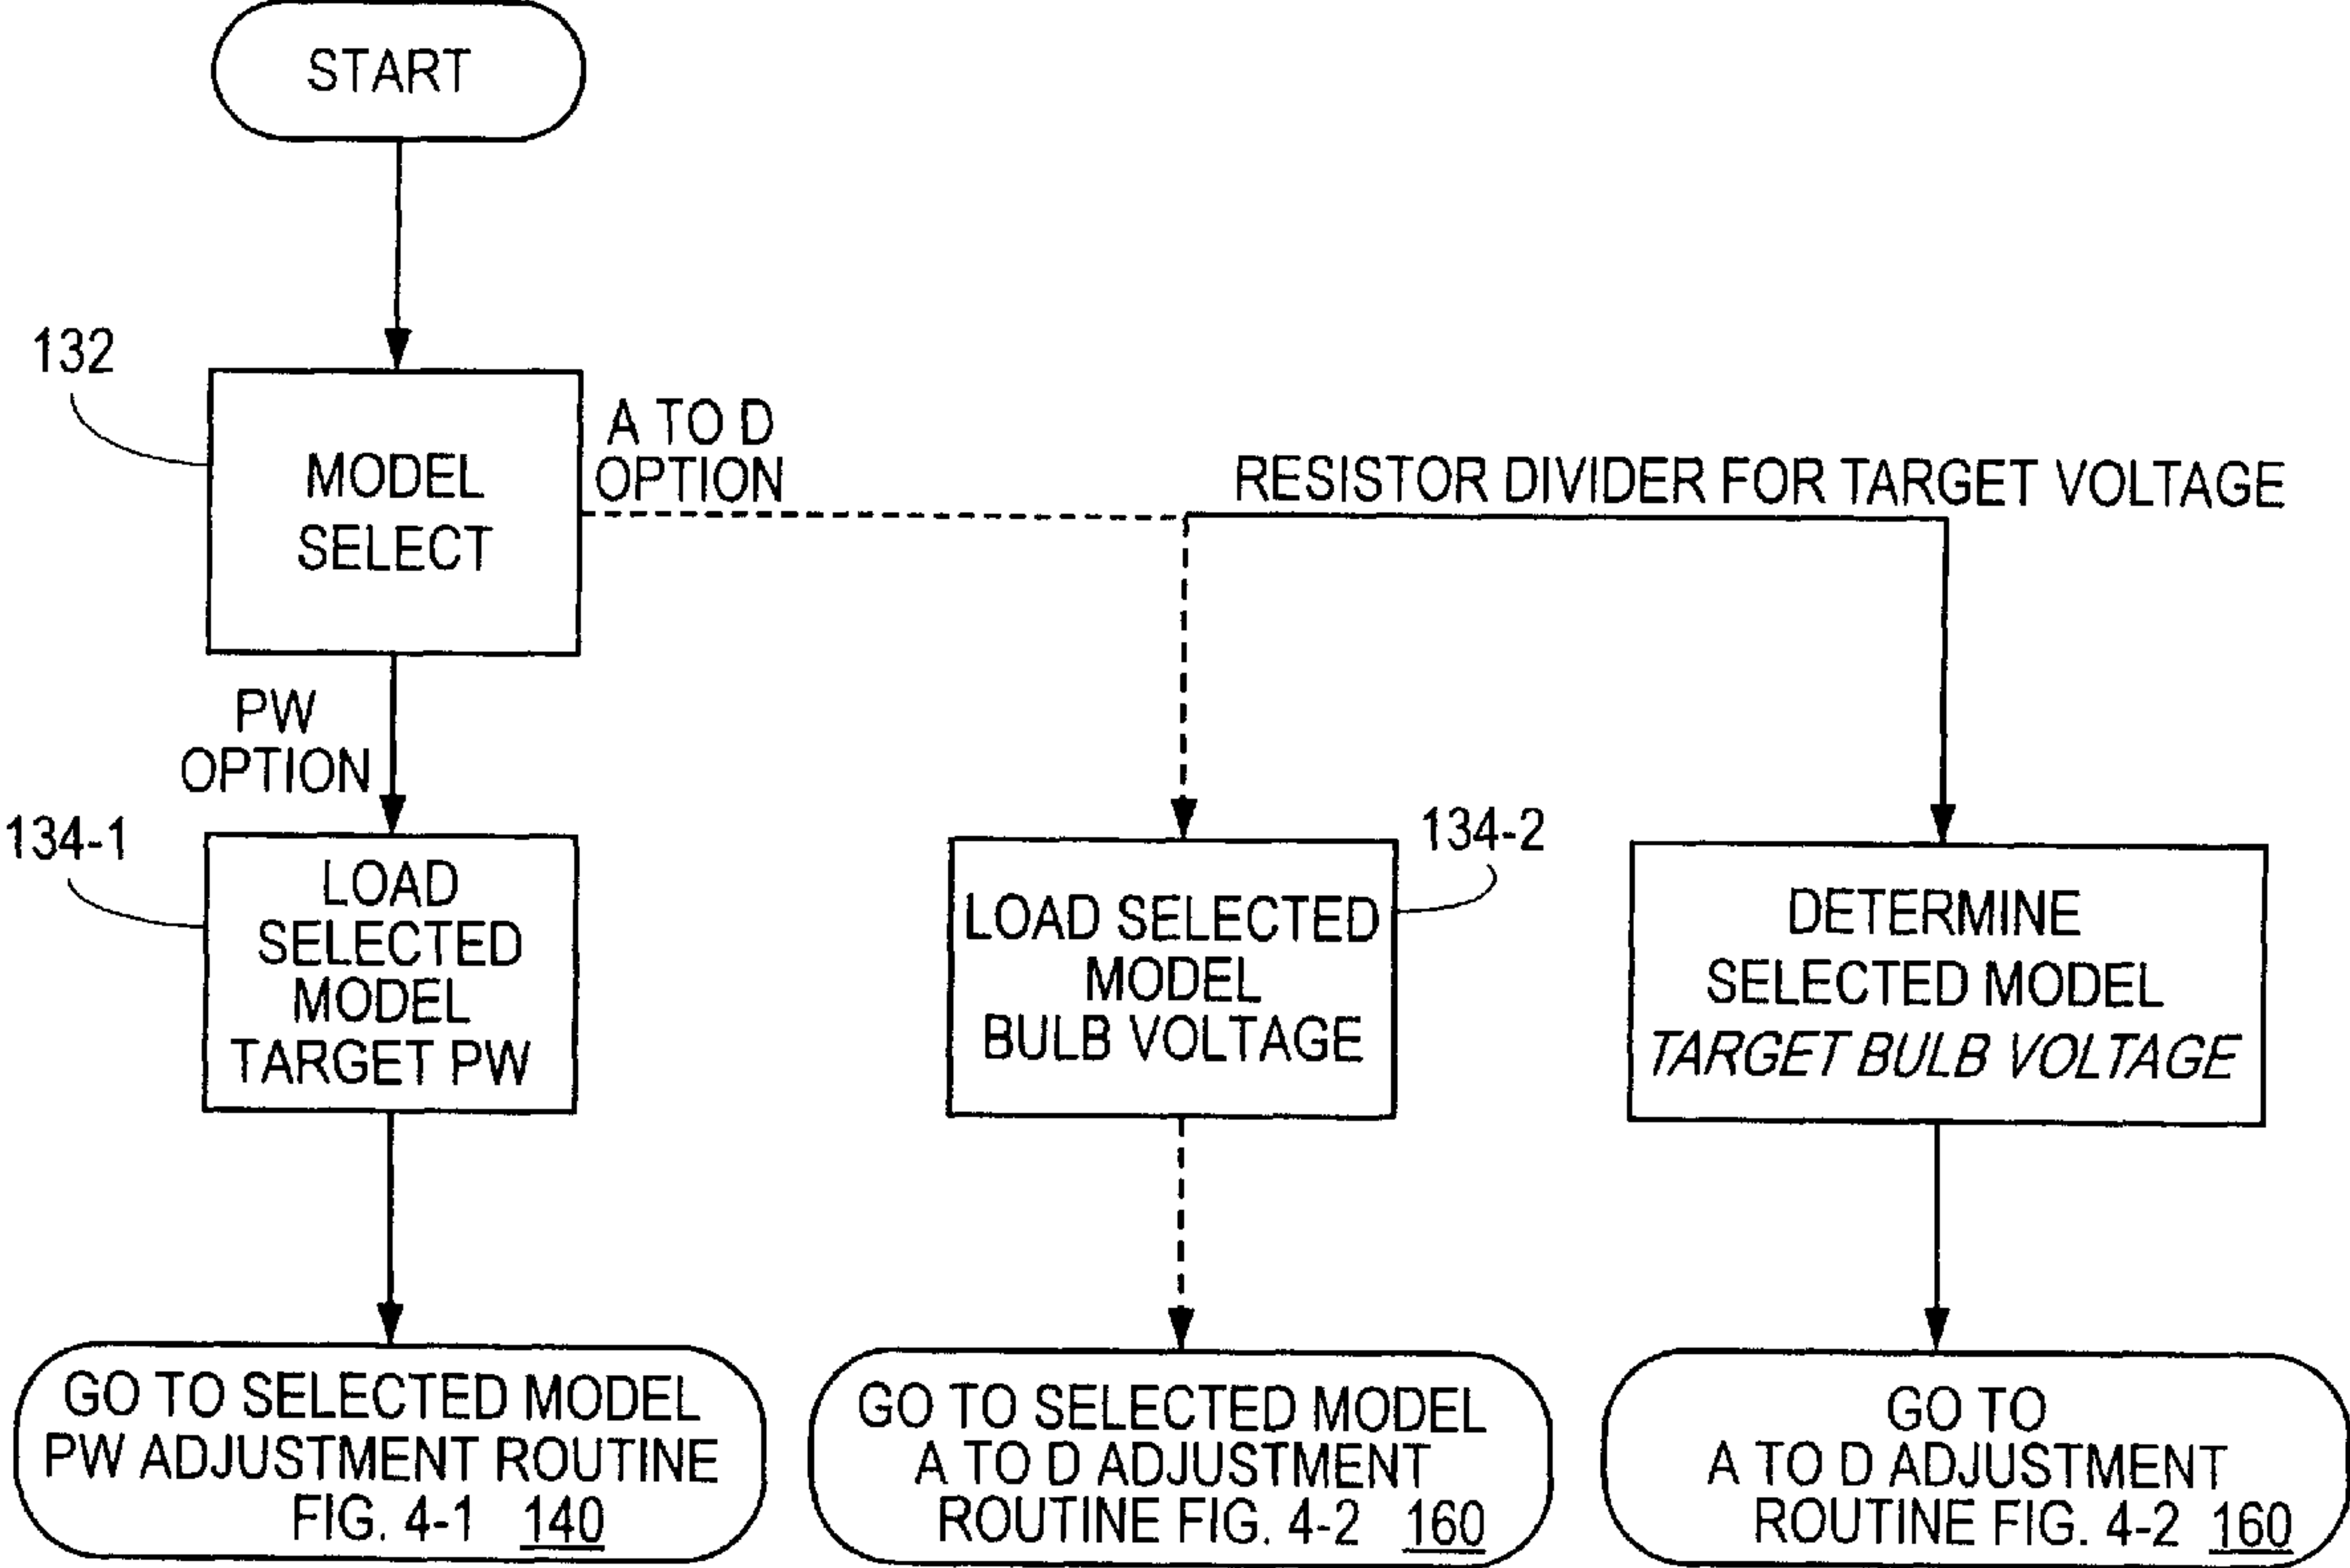 START
132
MODEL
SELECT
A TO D
OPTION
RESISTOR DIVIDER FOR TARGET VOLTAGE
PW
OPTION
134-1
LOAD
SELECTED
MODEL
TARGET PW
134-2
LOAD SELECTED
MODEL
BULB VOLTAGE
DETERMINE
SELECTED MODEL
TARGET BULB VOLTAGE
GO TO SELECTED MODEL
PW ADJUSTMENT ROUTINE
FIG. 4-1 140
GO TO SELECTED MODEL
A TO D ADJUSTMENT
ROUTINE FIG. 4-2 160
GO TO
A TO D ADJUSTMENT
ROUTINE FIG. 4-2 160